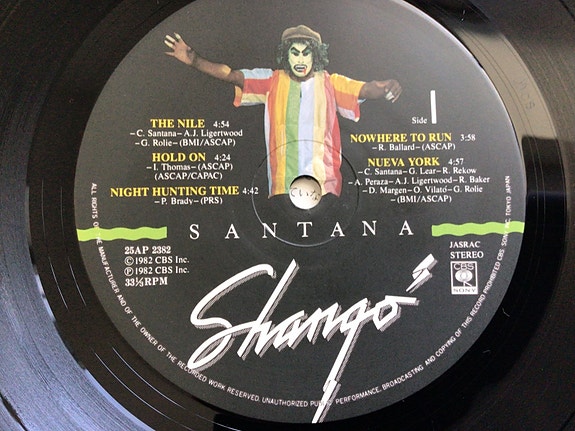 Side 1
THE NILE 4:54
–C. Santana–A.J. Ligertwood
–G. Rolie–(BMI/ASCAP)
HOLD ON 4:24
–I. Thomas–(ASCAP)
(ASCAP/CAPAC)
NIGHT HUNTING TIME 4:42
–P. Brady–(PRS)
NOWHERE TO RUN 3:58
–R. Ballard–(ASCAP)
NUEVA YORK 4:57
–C. Santana–G. Lear–R. Rekow
–A. Peraza–A.J. Ligertwood–R. Baker
–D. Margen–O. Vilató–G. Rolie
–(BMI/ASCAP)
SANTANA
25AP 2382
Ⓒ 1982 CBS Inc.
Ⓟ 1982 CBS Inc.
33⅓RPM
JASRAC
STEREO
CBS
SONY
Shangó
ALL RIGHTS OF THE MANUFACTURER AND OF THE OWNER OF THE RECORDED WORK RESERVED. UNAUTHORIZED PUBLIC PERFORMANCE, BROADCASTING AND COPYING OF THIS RECORD PROHIBITED CBS TOKYO JAPAN